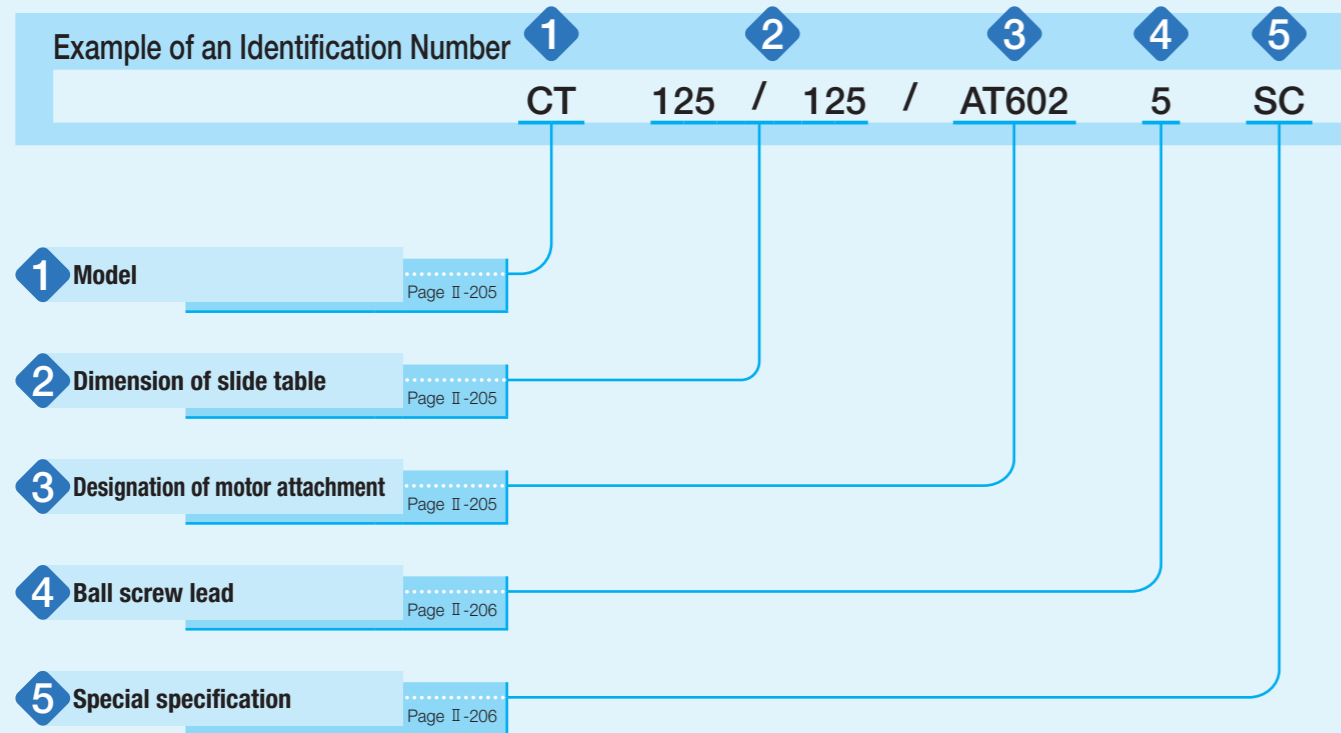 Example of an Identification Number 1 2 3 4 5
CT 125 / 125 / AT602 5 SC
1 Model
Page Ⅱ-205
2 Dimension of slide table
Page Ⅱ-205
3 Designation of motor attachment
Page Ⅱ-205
4 Ball screw lead
Page Ⅱ-206
5 Special specification
Page Ⅱ-206